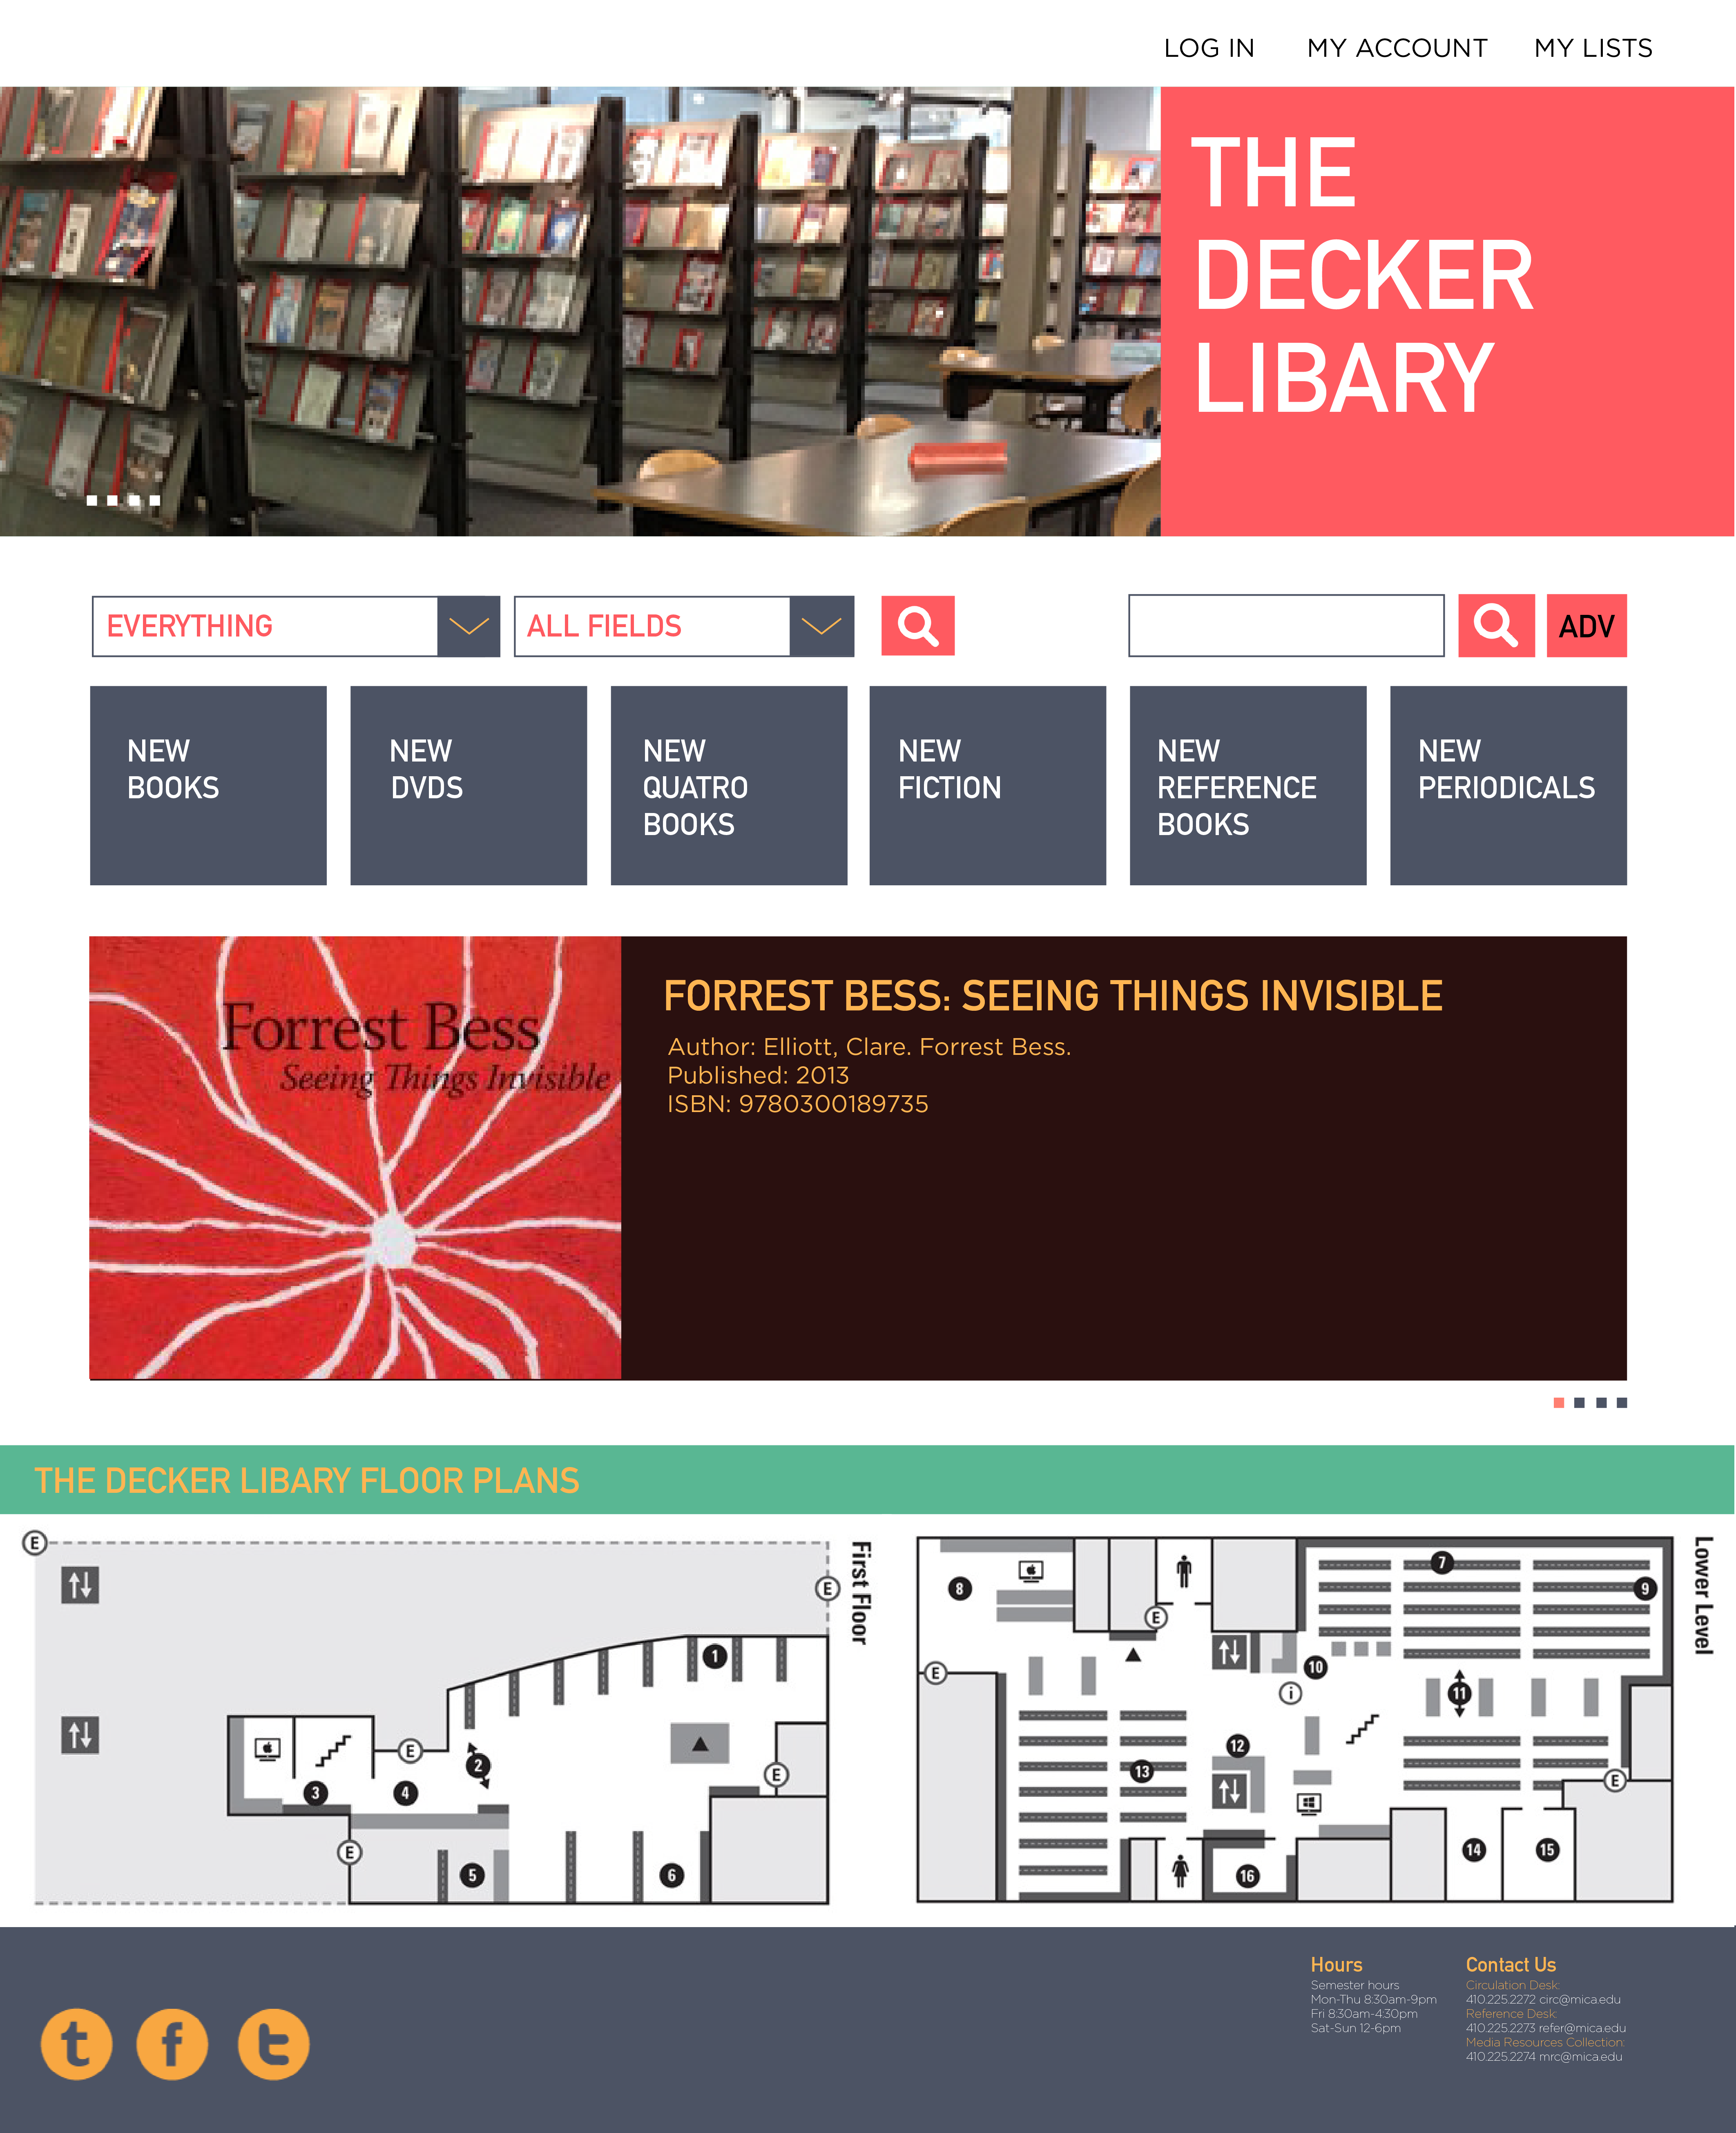 LOG IN MY ACCOUNT MY LISTS
THE
DECKER
LIBARY
EVERYTHING
ALL FIELDS
ADV
NEW
BOOKS
NEW
DVDS
NEW
QUATRO
BOOKS
NEW
FICTION
NEW
REFERENCE
BOOKS
NEW
PERIODICALS
Forrest Bess
Seeing Things Invisible
FORREST BESS: SEEING THINGS INVISIBLE
Author: Elliott, Clare. Forrest Bess.
Published: 2013
ISBN: 9780300189735
THE DECKER LIBARY FLOOR PLANS
E
E
First Floor
1
E
2
E
3
4
E
5
6
Lower Level
7
8
9
E
E
10
i
11
12
13
E
14
15
16
t f t
Hours
Semester hours
Mon-Thu 8:30am-9pm
Fri 8:30am-4:30pm
Sat-Sun 12-6pm
Contact Us
Circulation Desk:
410.225.2272 circ@mica.edu
Reference Desk:
410.225.2273 refer@mica.edu
Media Resources Collection:
410.225.2274 mrc@mica.edu